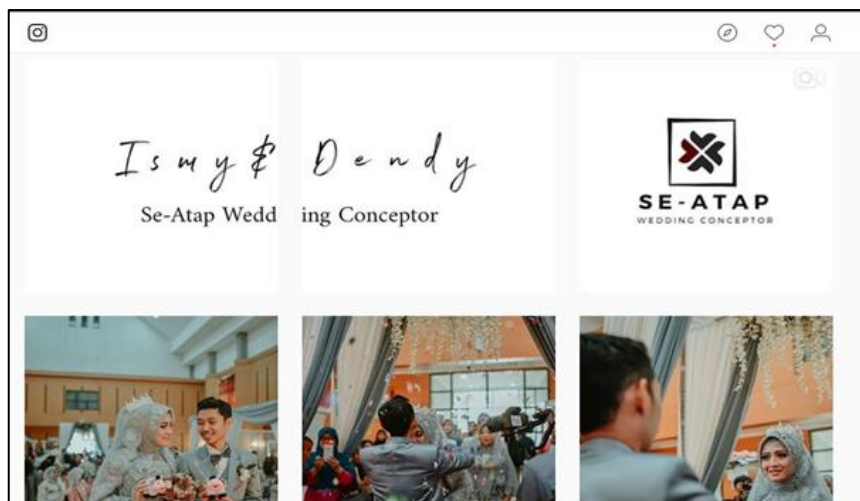 Ismy & Dendy
Se-Atap Wedding Conceptor
SE-ATAP
WEDDING CONCEPTOR